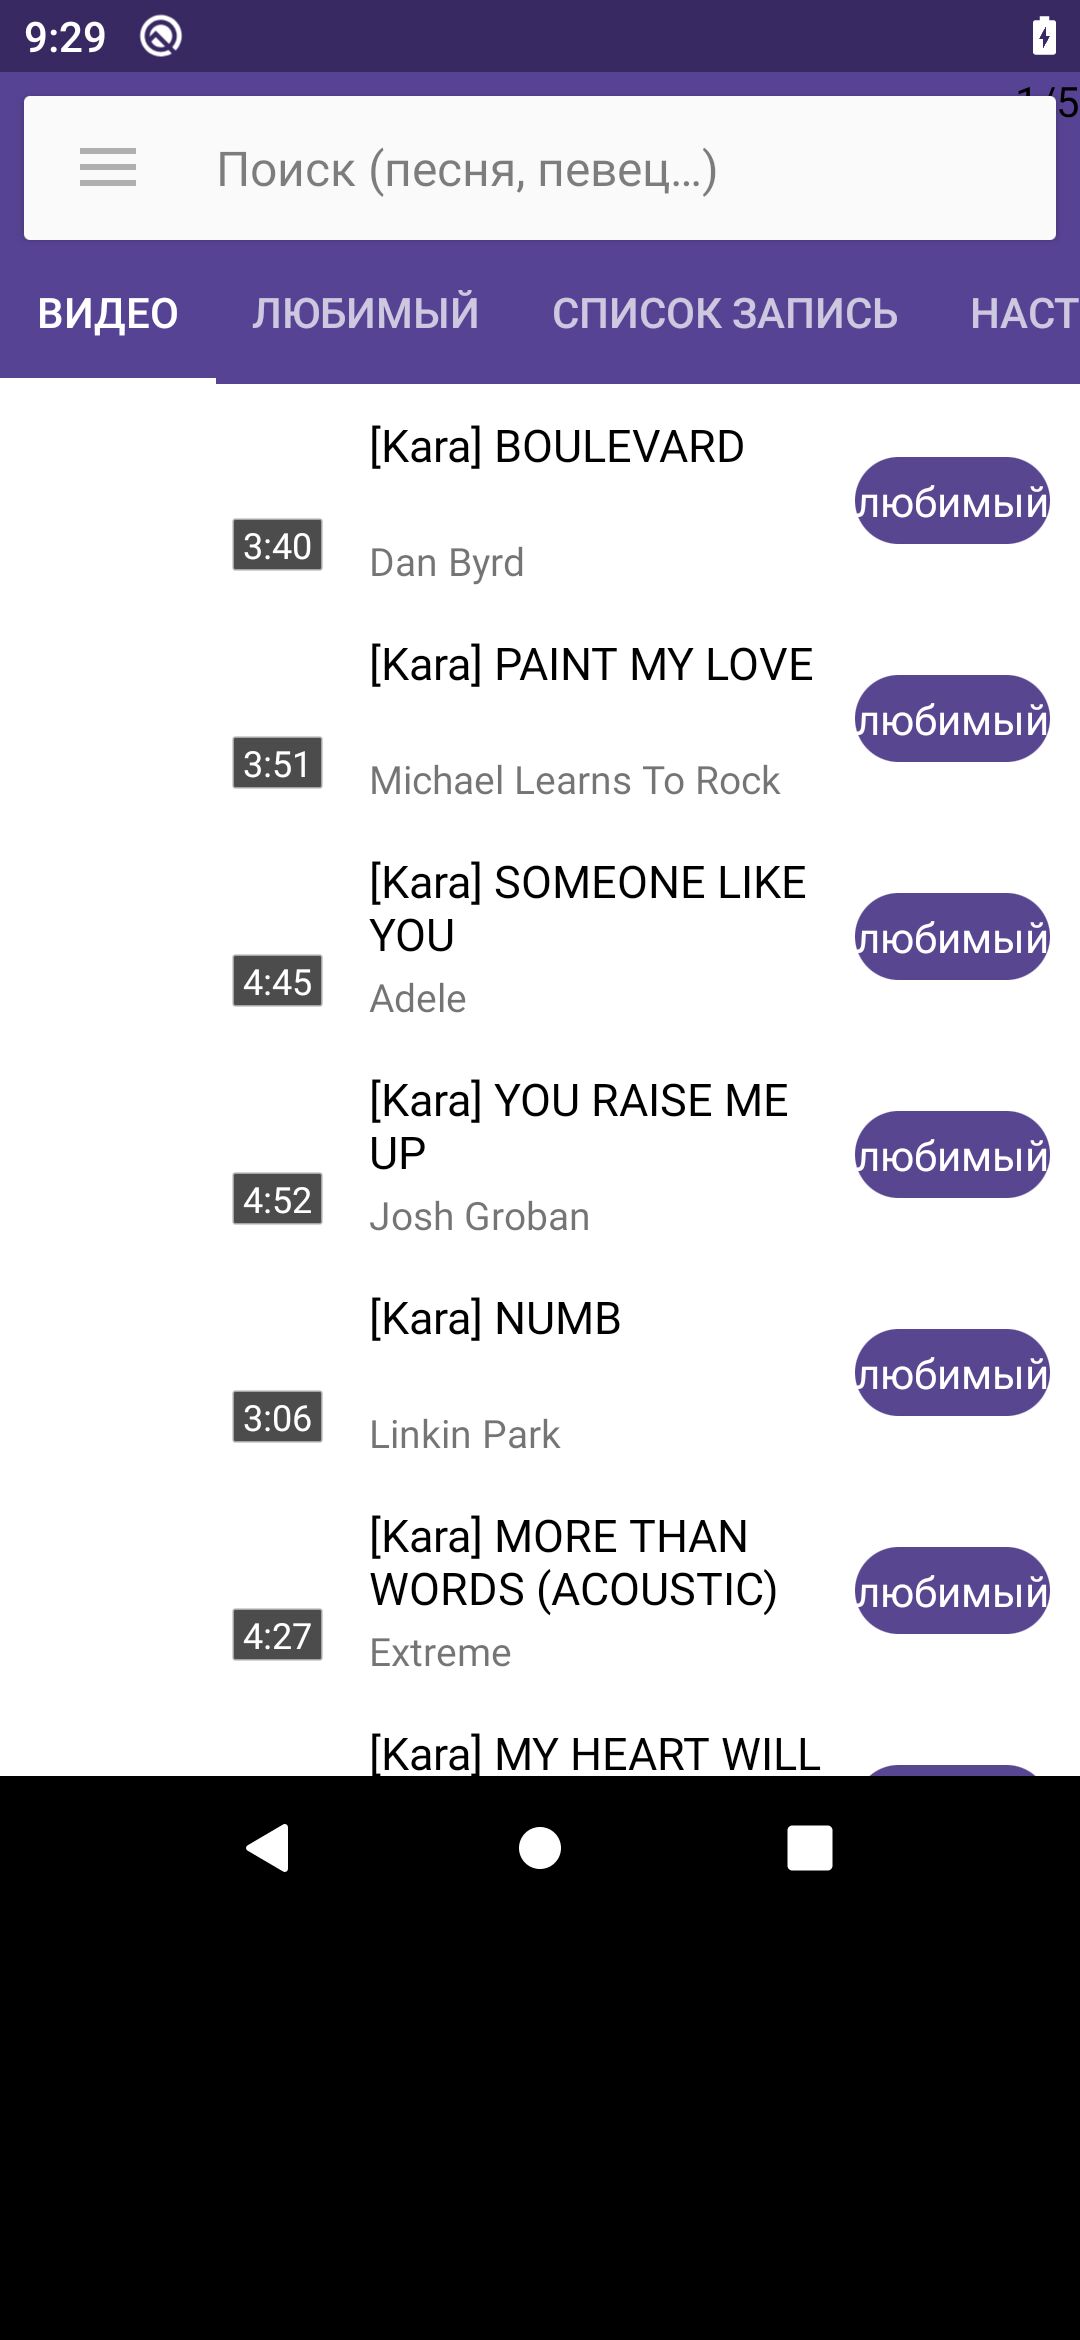 9:29
1/5
Поиск (песня, певец...)
ВИДЕО ЛЮБИМЫЙ СПИСОК ЗАПИСЬ НАСТ
[Kara] BOULEVARD
любимый
3:40
Dan Byrd
[Kara] PAINT MY LOVE
любимый
3:51
Michael Learns To Rock
[Kara] SOMEONE LIKE
YOU
любимый
4:45
Adele
[Kara] YOU RAISE ME
UP
любимый
4:52
Josh Groban
[Kara] NUMB
любимый
3:06
Linkin Park
[Kara] MORE THAN
WORDS (ACOUSTIC)
любимый
4:27
Extreme
[Kara] MY HEART WILL